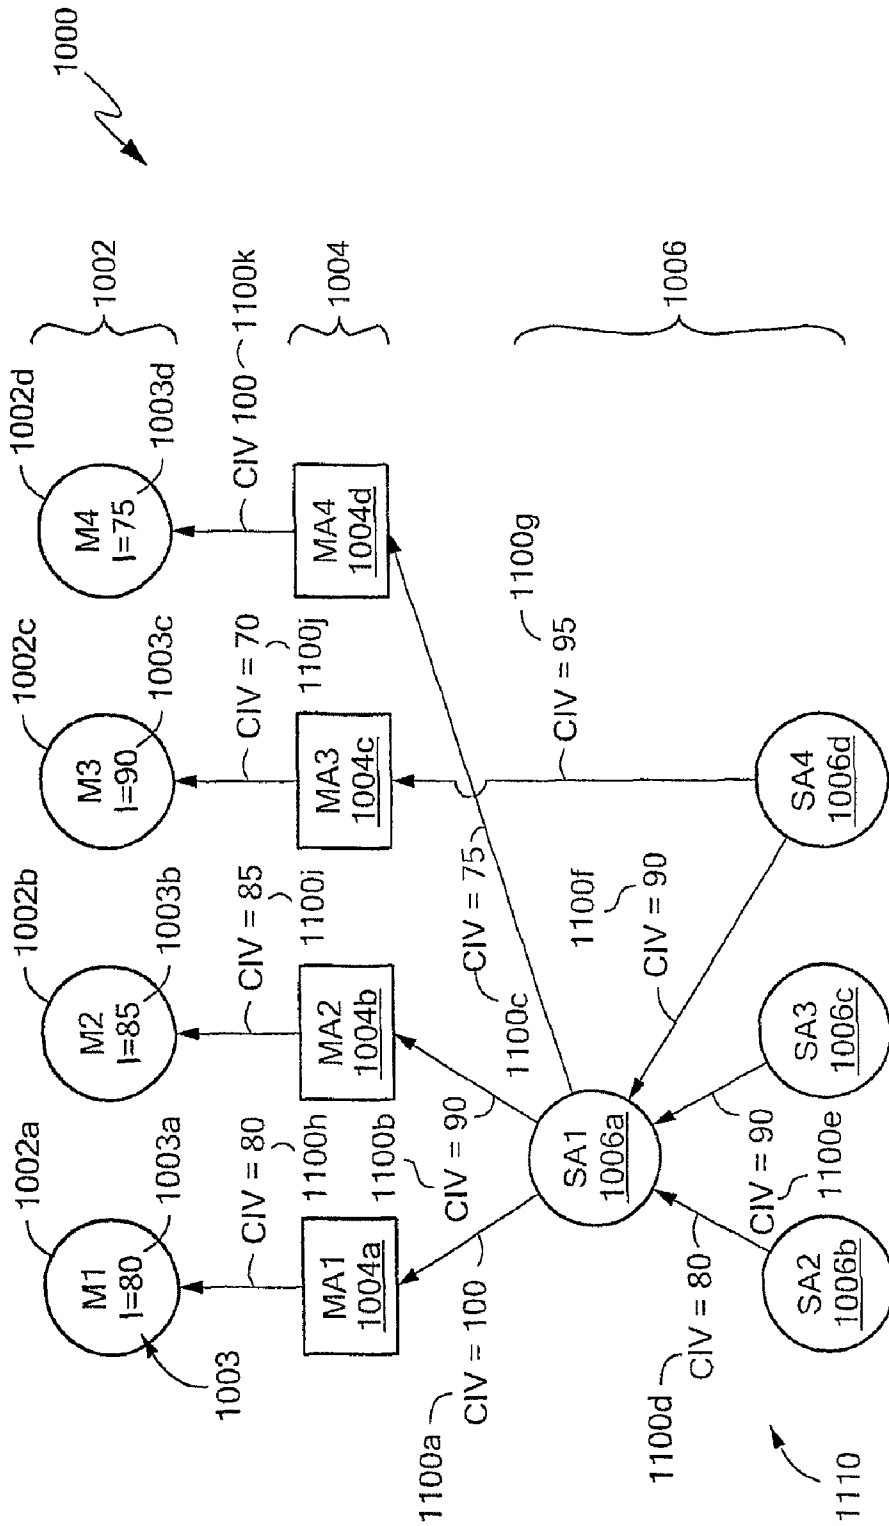 1000
1002a
1002b
1002c
1002d
M1
I=80
M2
I=85
M3
I=90
M4
I=75
1002
1003
1003a
1003b
1003c
1003d
CIV = 80
1100h
CIV = 85
1100i
CIV = 70
1100j
CIV 100
1100k
MA1
1004a
MA2
1004b
MA3
1004c
MA4
1004d
1004
1100a
CIV = 100
1100b
CIV = 90
1100c
CIV = 75
1100g
CIV = 95
SA1
1006a
1006
1100d
CIV = 80
CIV = 90
1100e
1100f
CIV = 90
SA2
1006b
SA3
1006c
SA4
1006d
1110